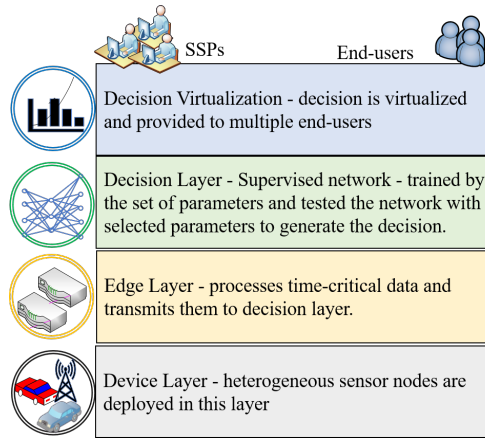 SSPs
End-users
Decision Virtualization - decision is virtualized
and provided to multiple end-users
Decision Layer - Supervised network - trained by
the set of parameters and tested the network with
selected parameters to generate the decision.
Edge Layer - processes time-critical data and
transmits them to decision layer.
Device Layer - heterogeneous sensor nodes are
deployed in this layer